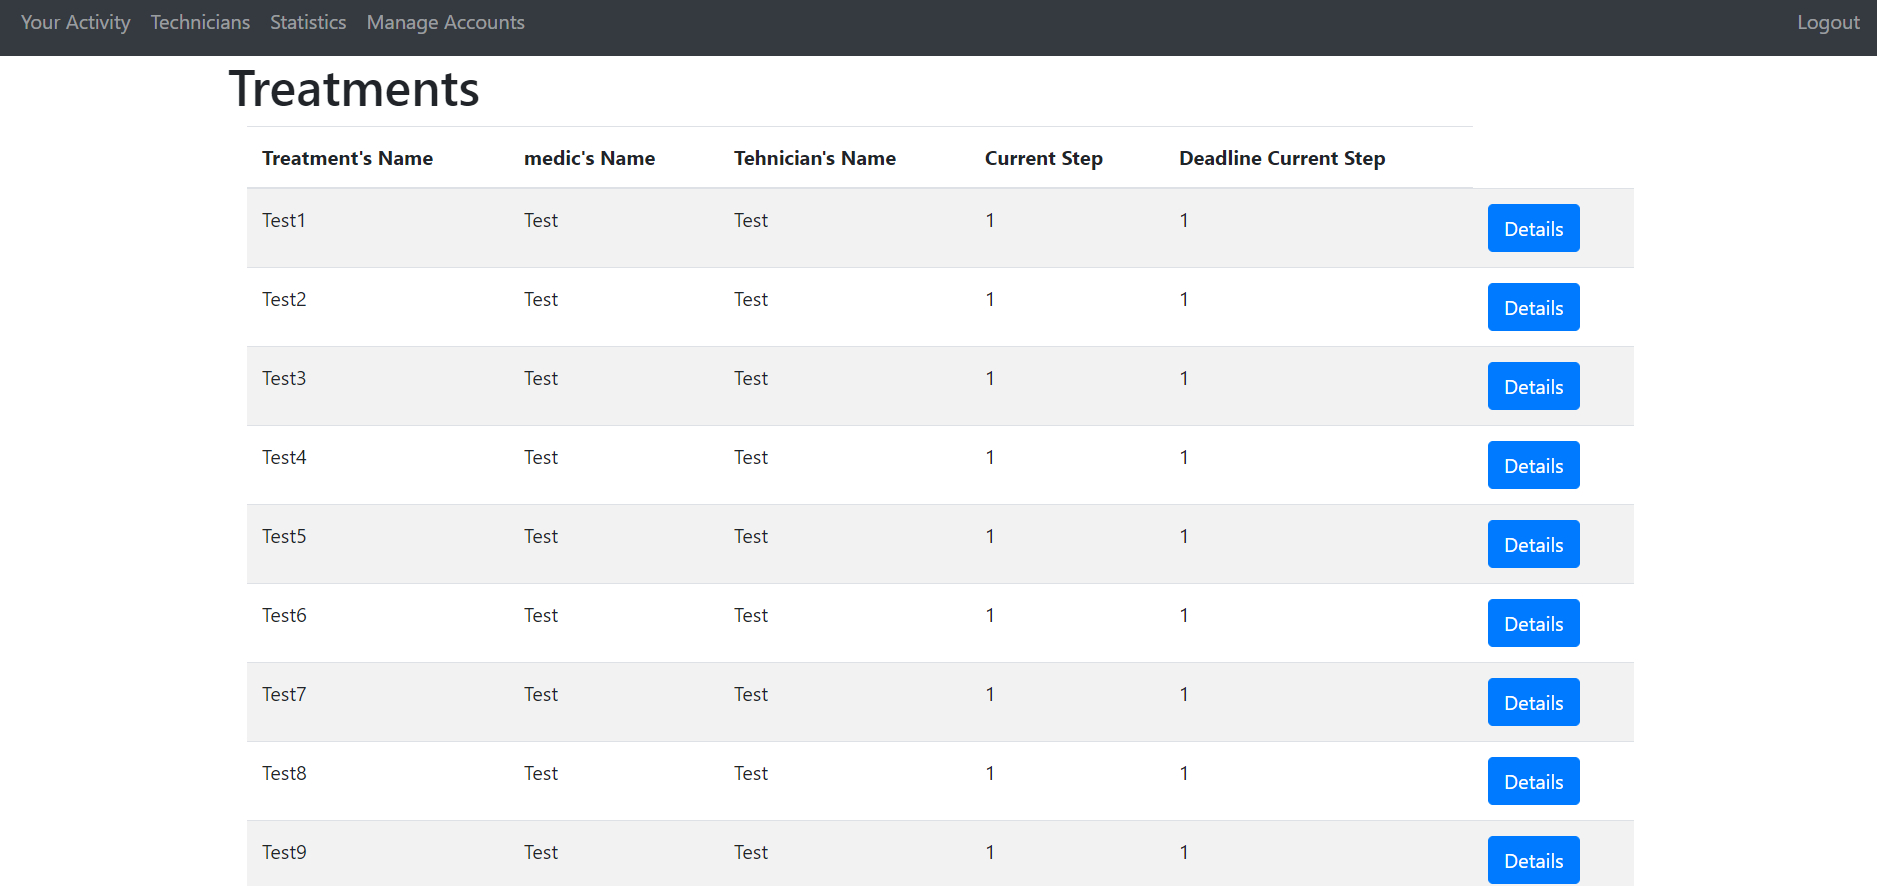 Your Activity Technicians Statistics Manage Accounts Logout
Treatments
Treatment's Name medic's Name Tehnician's Name Current Step Deadline Current Step
Test1 Test Test 1 1 Details
Test2 Test Test 1 1 Details
Test3 Test Test 1 1 Details
Test4 Test Test 1 1 Details
Test5 Test Test 1 1 Details
Test6 Test Test 1 1 Details
Test7 Test Test 1 1 Details
Test8 Test Test 1 1 Details
Test9 Test Test 1 1 Details